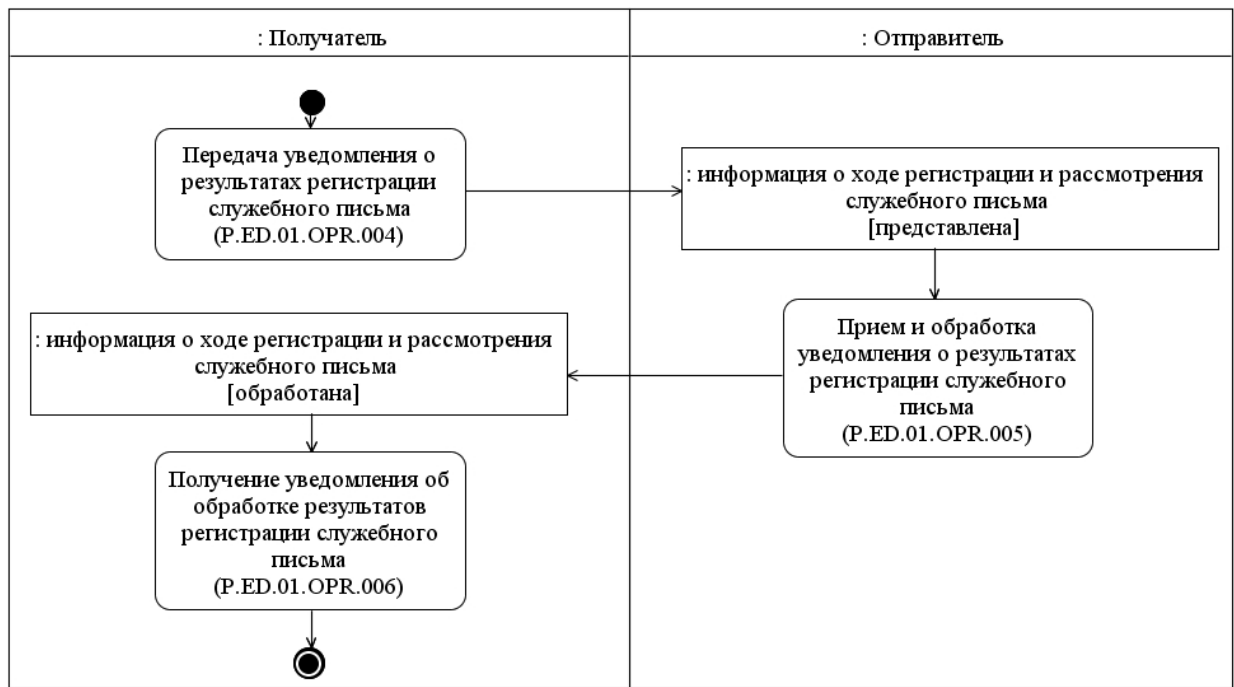 : Получатель
: Отправитель
Передача уведомления о
результатах регистрации
служебного письма
(P.ED.01.OPR.004)
: информация о ходе регистрации и рассмотрения
служебного письма
[представлена]
Прием и обработка
уведомления о результатах
регистрации служебного
письма
(P.ED.01.OPR.005)
: информация о ходе регистрации и рассмотрения
служебного письма
[обработана]
Получение уведомления об
обработке результатов
регистрации служебного
письма
(P.ED.01.OPR.006)